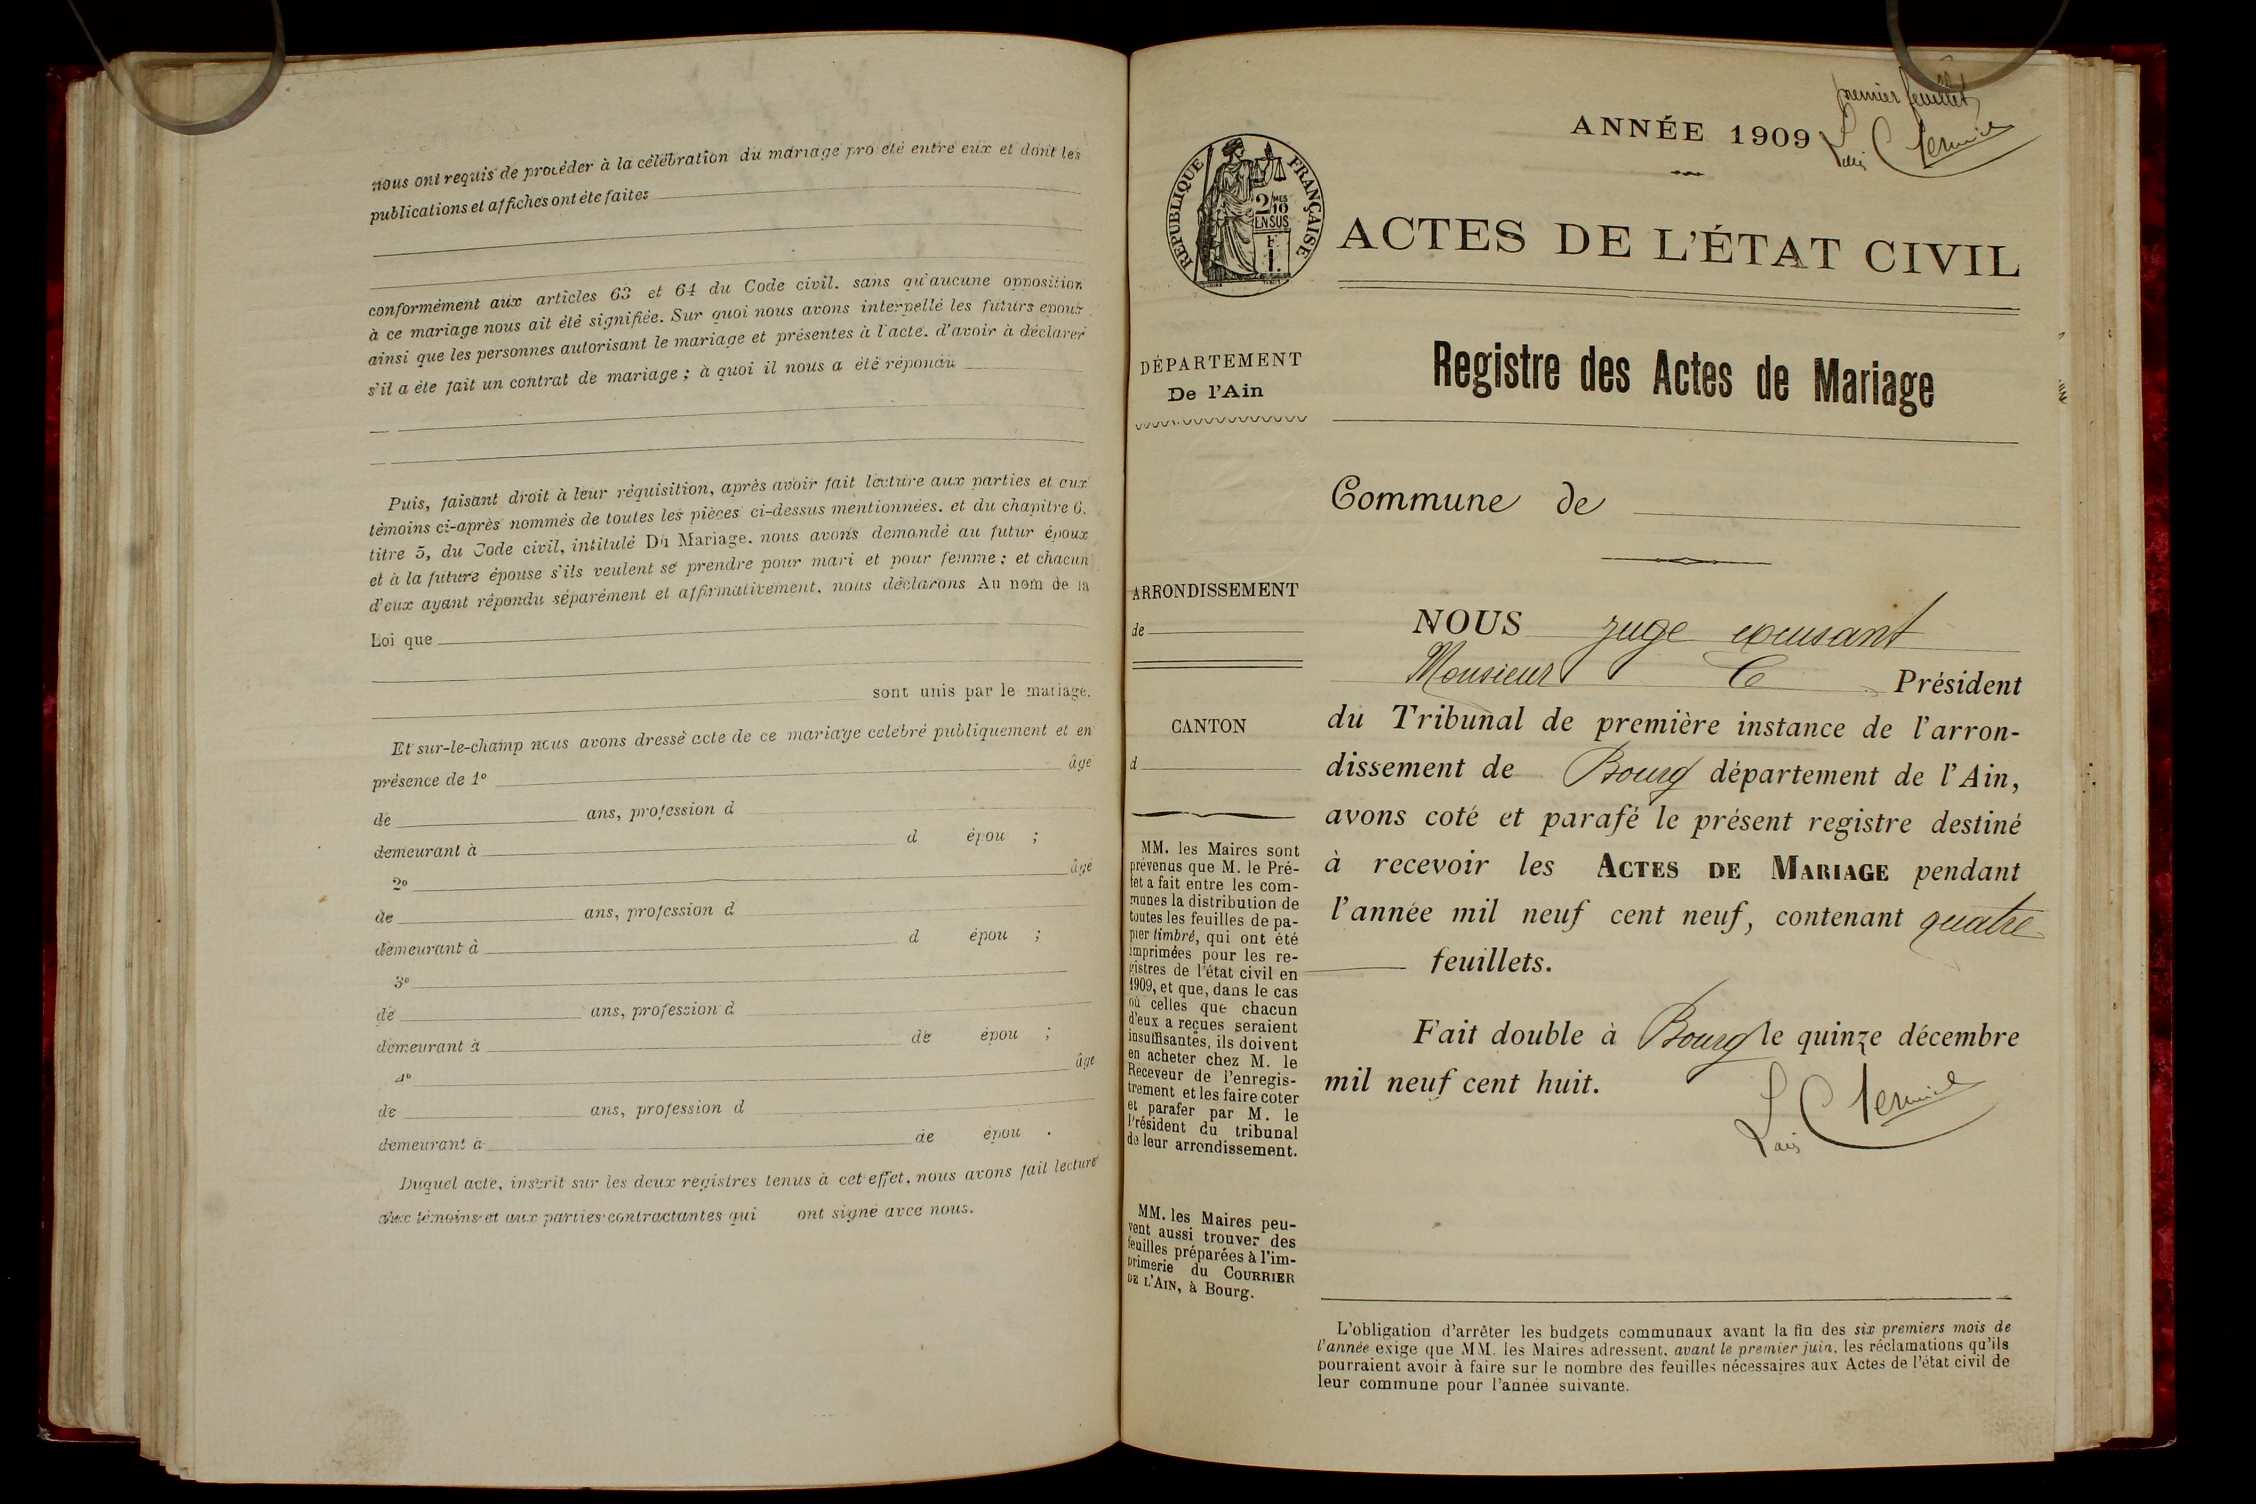 nous ont requis de procéder à la célébration du mariage projeté entre eux et dont les
publications et affiches ont été faites
conformément aux articles 63 et 64 du Code civil, sans qu'aucune opposition
à ce mariage nous ait été signifiée. Sur quoi nous avons interpellé les futurs époux
ainsi que les personnes autorisant le mariage et présentes à l'acte, d'avoir à déclarer
s'il a été fait un contrat de mariage ; à quoi il nous a été répondu
Puis, faisant droit à leur réquisition, après avoir fait lecture aux parties et aux
témoins ci-après nommés de toutes les pièces ci-dessus mentionnées, et du chapitre 6,
titre 5, du Code civil, intitulé Du Mariage, nous avons demandé au futur époux
et à la future épouse s'ils veulent se prendre pour mari et pour femme ; et chacun
d'eux ayant répondu séparément et affirmativement, nous déclarons Au nom de la
Loi que
sont unis par le mariage.
Et sur-le-champ nous avons dressé acte de ce mariage célébré publiquement et en
présence de 1º âgé
de ans, profession d
demeurant à d épou ;
2º âgé
de ans, profession d
demeurant à d épou ;
3º
de ans, profession d
demeurant à de épou ;
4º âgé
de ans, profession d
demeurant à de épou .
Duquel acte, inscrit sur les deux registres tenus à cet effet, nous avons fait lecture
aux témoins et aux parties contractantes qui ont signé avec nous.
premier feuillet
ANNÉE 1909
RÉPUBLIQUE FRANÇAISE
2/10 MES
EN SUS
ACTES DE L'ÉTAT CIVIL
DÉPARTEMENT
De l'Ain
Registre des Actes de Mariage
Commune de
ARRONDISSEMENT
de
CANTON
d
MM. les Maires sont
prévenus que M. le Pré-
fet a fait entre les com-
munes la distribution de
toutes les feuilles de pa-
pier timbré, qui ont été
imprimées pour les re-
gistres de l'état civil en
1909, et que, dans le cas
où celles que chacun
d'eux a reçues seraient
insuffisantes, ils doivent
en acheter chez M. le
Receveur de l'enregis-
trement et les faire coter
et parafer par M. le
Président du tribunal
de leur arrondissement.
MM. les Maires peu-
vent aussi trouver des
feuilles préparées à l'im-
primerie du COURRIER
DE L'AIN, à Bourg.
NOUS juge
Monsieur Président
du Tribunal de première instance de l'arron-
dissement de Bourg département de l'Ain,
avons coté et parafé le présent registre destiné
à recevoir les ACTES DE MARIAGE pendant
l'année mil neuf cent neuf, contenant quatre
feuillets.
Fait double à Bourg le quinze décembre
mil neuf cent huit.
L'obligation d'arrêter les budgets communaux avant la fin des six premiers mois de
l'année exige que MM. les Maires adressent, avant le premier juin, les réclamations qu'ils
pourraient avoir à faire sur le nombre des feuilles nécessaires aux Actes de l'état civil de
leur commune pour l'année suivante.